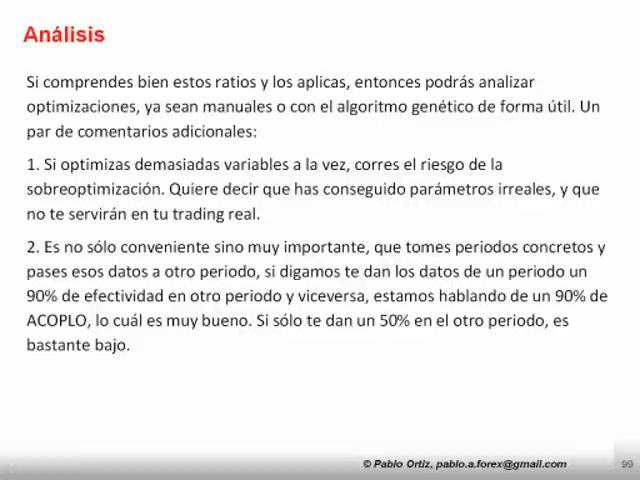 Análisis
Si comprendes bien estos ratios y los aplicas, entonces podrás analizar
optimizaciones, ya sean manuales o con el algoritmo genético de forma útil. Un
par de comentarios adicionales:
1. Si optimizas demasiadas variables a la vez, corres el riesgo de la
sobreoptimización. Quiere decir que has conseguido parámetros irreales, y que
no te servirán en tu trading real.
2. Es no sólo conveniente sino muy importante, que tomes periodos concretos y
pases esos datos a otro periodo, si digamos te dan los datos de un periodo un
90% de efectividad en otro periodo y viceversa, estamos hablando de un 90% de
ACOPLO, lo cuál es muy bueno. Si sólo te dan un 50% en el otro periodo, es
bastante bajo.
© Pablo Ortiz, pablo.a.forex@gmail.com
99